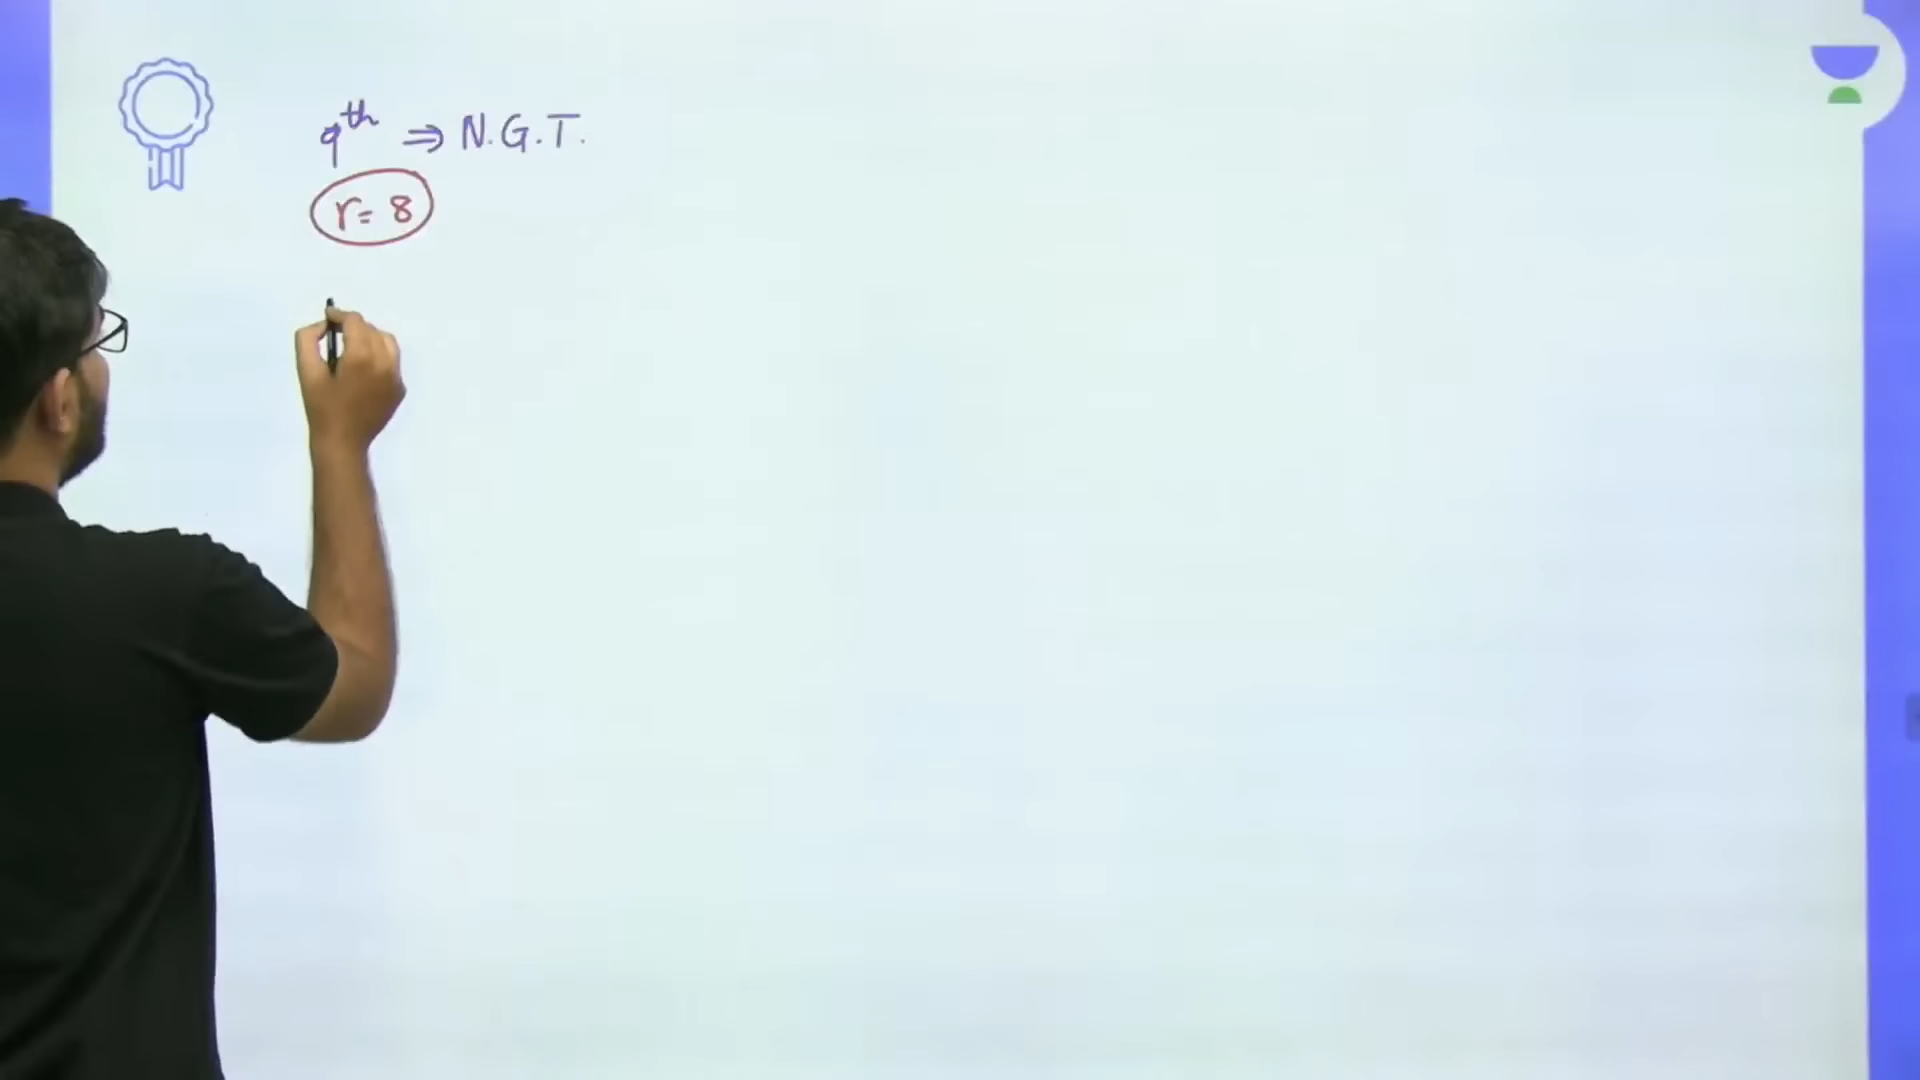 9th ⇒ N.G.T.
r = 8